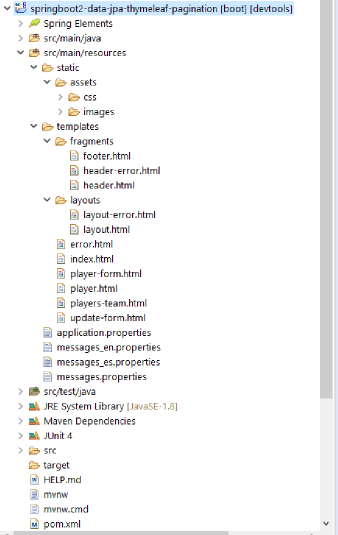 springboot2-data-jpa-thymeleaf-pagination [boot] [devtools]
Spring Elements
src/main/java
src/main/resources
static
assets
css
images
templates
fragments
footer.html
header-error.html
header.html
layouts
layout-error.html
layout.html
error.html
index.html
player-form.html
player.html
players-team.html
update-form.html
application.properties
messages_en.properties
messages_es.properties
messages.properties
src/test/java
JRE System Library [JavaSE-1.8]
Maven Dependencies
JUnit 4
src
target
HELP.md
mvnw
mvnw.cmd
pom.xml